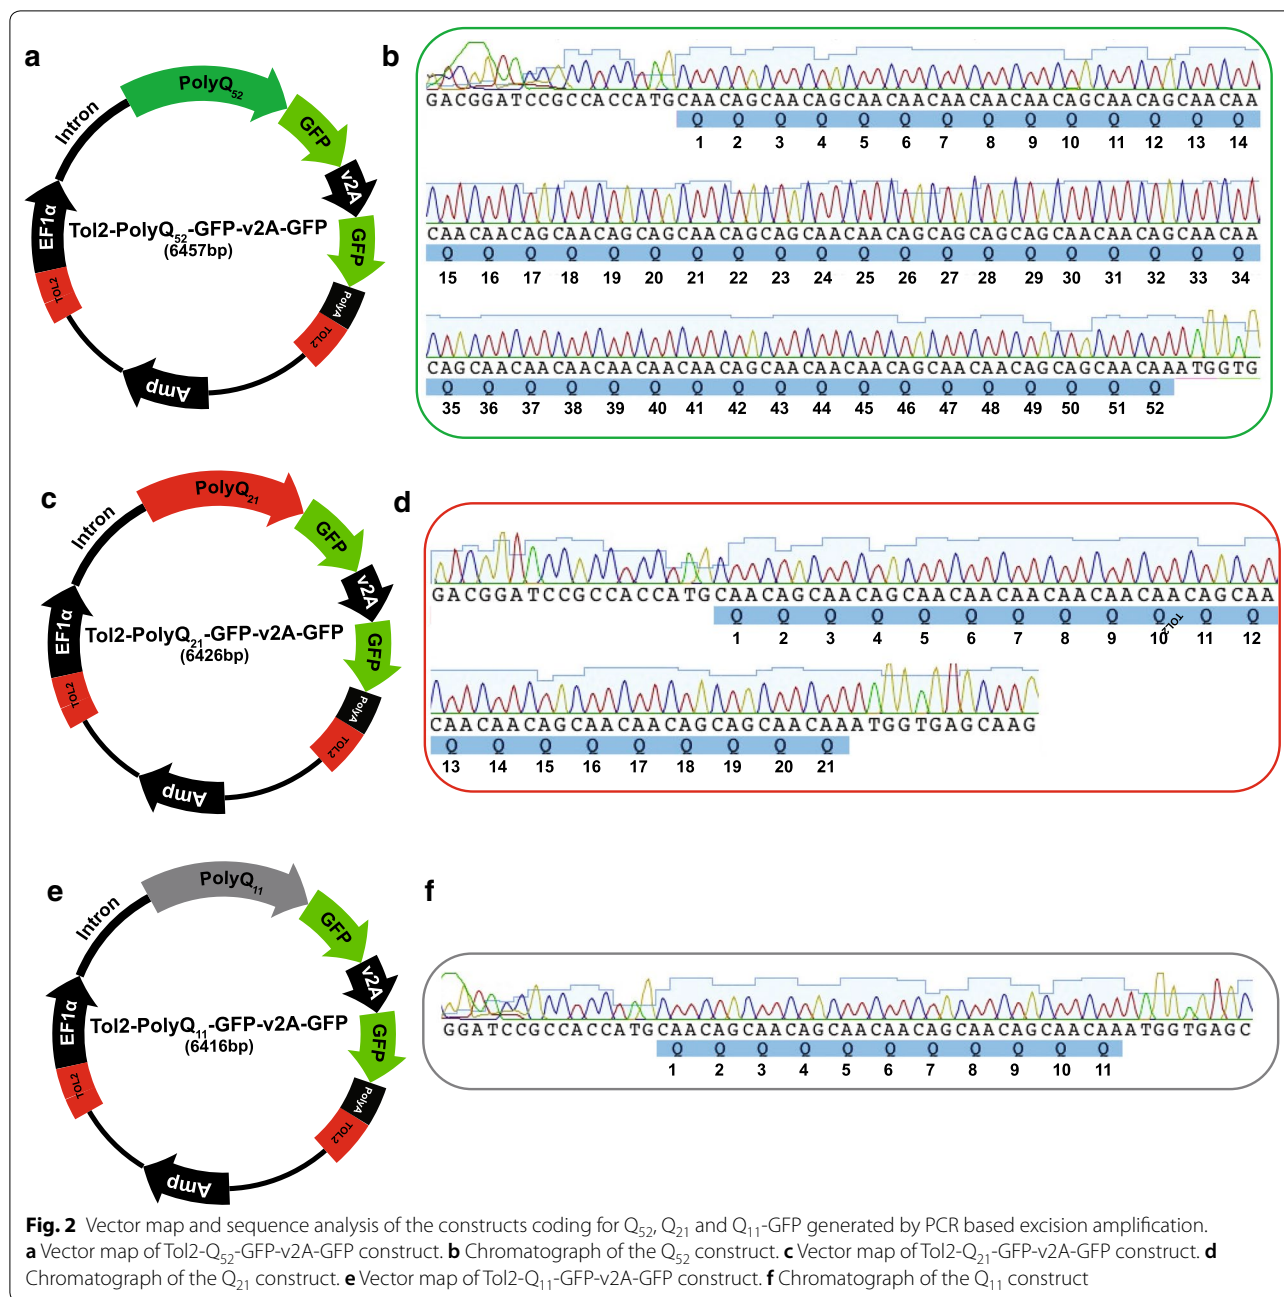 a
PolyQ52
Intron
GFP
v2A
GFP
EF1α
Tol2-PolyQ52-GFP-v2A-GFP
(6457bp)
TOL2
PolyA
TOL2
Amp
b
GACGGATCCGCCACCATGCAACAGCAACAGCAACAACAACAACAACAGCAACAGCAACAA
Q Q Q Q Q Q Q Q Q Q Q Q Q Q
1 2 3 4 5 6 7 8 9 10 11 12 13 14
CAACAACAGCAACAGCAGCAACAGCAGCAACAACAGCAGCAGCAGCAGCAACAACAGCAACAA
Q Q Q Q Q Q Q Q Q Q Q Q Q Q Q Q Q Q Q Q
15 16 17 18 19 20 21 22 23 24 25 26 27 28 29 30 31 32 33 34
CAGCAACAACAACAACAACAACAGCAACAACAACAGCAACAACAGCAGCAACAAATGGTG
Q Q Q Q Q Q Q Q Q Q Q Q Q Q Q Q Q Q
35 36 37 38 39 40 41 42 43 44 45 46 47 48 49 50 51 52
c
PolyQ21
Intron
GFP
v2A
GFP
EF1α
Tol2-PolyQ21-GFP-v2A-GFP
(6426bp)
TOL2
PolyA
TOL2
Amp
d
GACGGATCCGCCACCATGCAACAGCAACAGCAACAACAACAACAACAACAGCAA
Q Q Q Q Q Q Q Q Q Q Q Q
TOL2
1 2 3 4 5 6 7 8 9 10 11 12
CAACAACAGCAACAACAGCAGCAACAAATGGTGAGCAAG
Q Q Q Q Q Q Q Q Q
13 14 15 16 17 18 19 20 21
e
PolyQ11
Intron
GFP
v2A
GFP
EF1α
Tol2-PolyQ11-GFP-v2A-GFP
(6416bp)
TOL2
PolyA
TOL2
Amp
f
GGATCCGCCACCATGCAACAGCAACAGCAACAACAGCAACAGCAACAAATGGTGAGC
Q Q Q Q Q Q Q Q Q Q Q
1 2 3 4 5 6 7 8 9 10 11
Fig. 2 Vector map and sequence analysis of the constructs coding for Q52, Q21 and Q11-GFP generated by PCR based excision amplification.
a Vector map of Tol2-Q52-GFP-v2A-GFP construct. b Chromatograph of the Q52 construct. c Vector map of Tol2-Q21-GFP-v2A-GFP construct. d
Chromatograph of the Q21 construct. e Vector map of Tol2-Q11-GFP-v2A-GFP construct. f Chromatograph of the Q11 construct